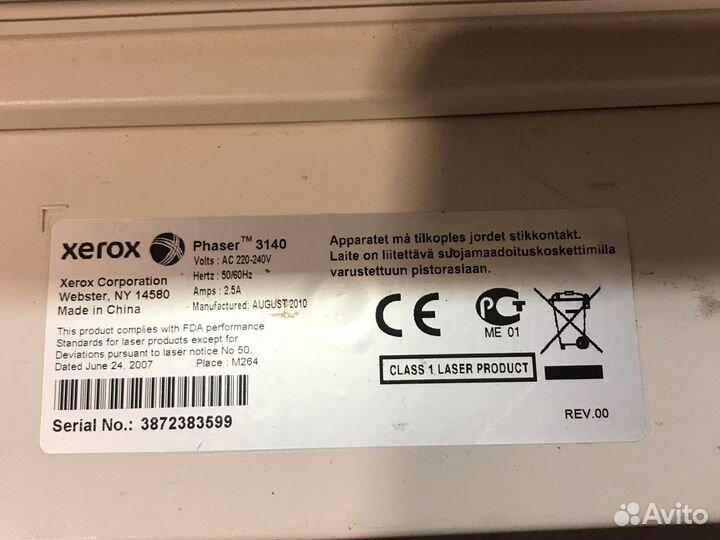 xerox
Phaser™ 3140
Volts : AC 220-240V
Hertz : 50/60Hz
Amps : 2.5A
Manufactured: AUGUST 2010
Xerox Corporation
Webster, NY 14580
Made in China
This product complies with FDA performance
Standards for laser products except for
Deviations pursuant to laser notice No 50,
Dated June 24, 2007 Place : M264
Serial No.: 3872383599
Apparatet må tilkoples jordet stikkontakt.
Laite on liitettävä suojamaadoituskoskettimilla
varustettuun pistorasiaan.
CE
РСТ
ME 01
CLASS 1 LASER PRODUCT
REV.00
Avito